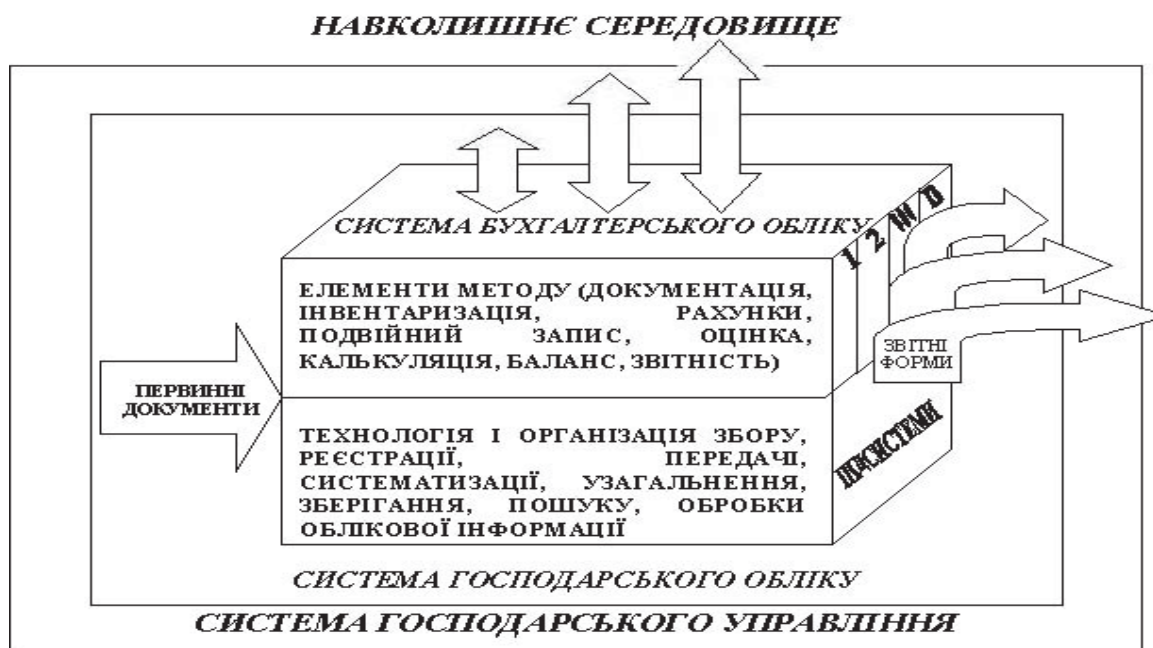 НАВКОЛИШНЄ СЕРЕДОВИЩЕ
СИСТЕМА БУХГАЛТЕРСЬКОГО ОБЛІКУ
1 2 ... n
ЕЛЕМЕНТИ МЕТОДУ (ДОКУМЕНТАЦІЯ,
ІНВЕНТАРИЗАЦІЯ, РАХУНКИ,
ПОДВІЙНИЙ ЗАПИС, ОЦІНКА,
КАЛЬКУЛЯЦІЯ, БАЛАНС, ЗВІТНІСТЬ)
ЗВІТНІ
ФОРМИ
ПЕРВИННІ
ДОКУМЕНТИ
ТЕХНОЛОГІЯ І ОРГАНІЗАЦІЯ ЗБОРУ,
РЕЄСТРАЦІЇ, ПЕРЕДАЧІ,
СИСТЕМАТИЗАЦІЇ, УЗАГАЛЬНЕННЯ,
ЗБЕРІГАННЯ, ПОШУКУ, ОБРОБКИ
ОБЛІКОВОЇ ІНФОРМАЦІЇ
СИСТЕМА ГОСПОДАРСЬКОГО ОБЛІКУ
СИСТЕМА ГОСПОДАРСЬКОГО УПРАВЛІННЯ